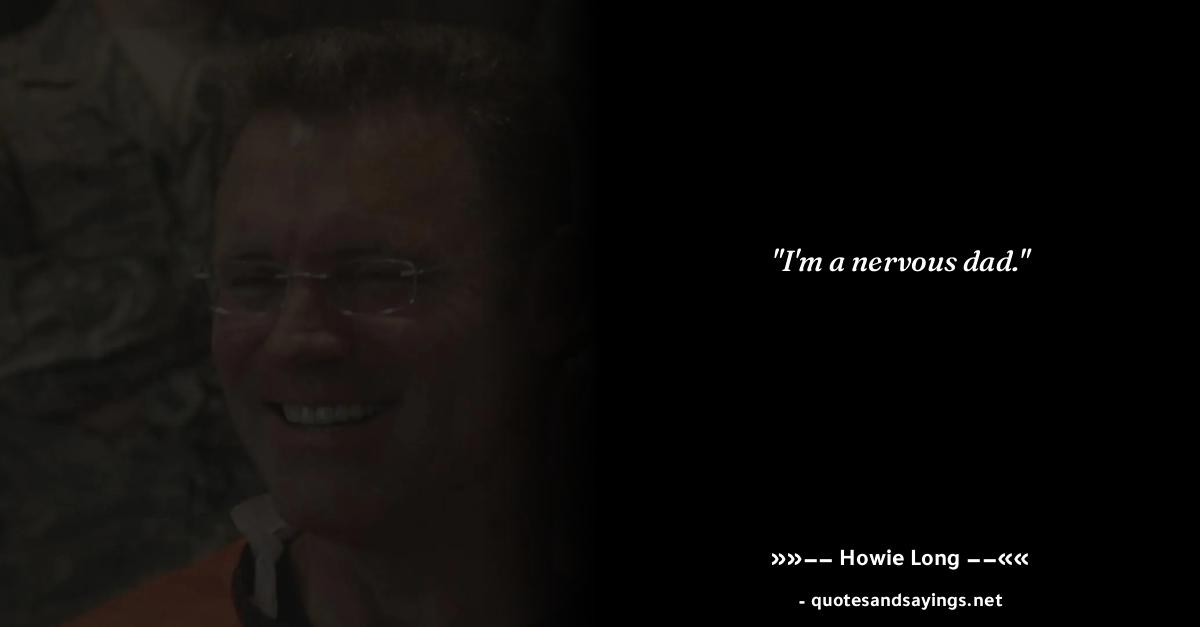 "I'm a nervous dad."
»»–– Howie Long ––««
- quotesandsayings.net